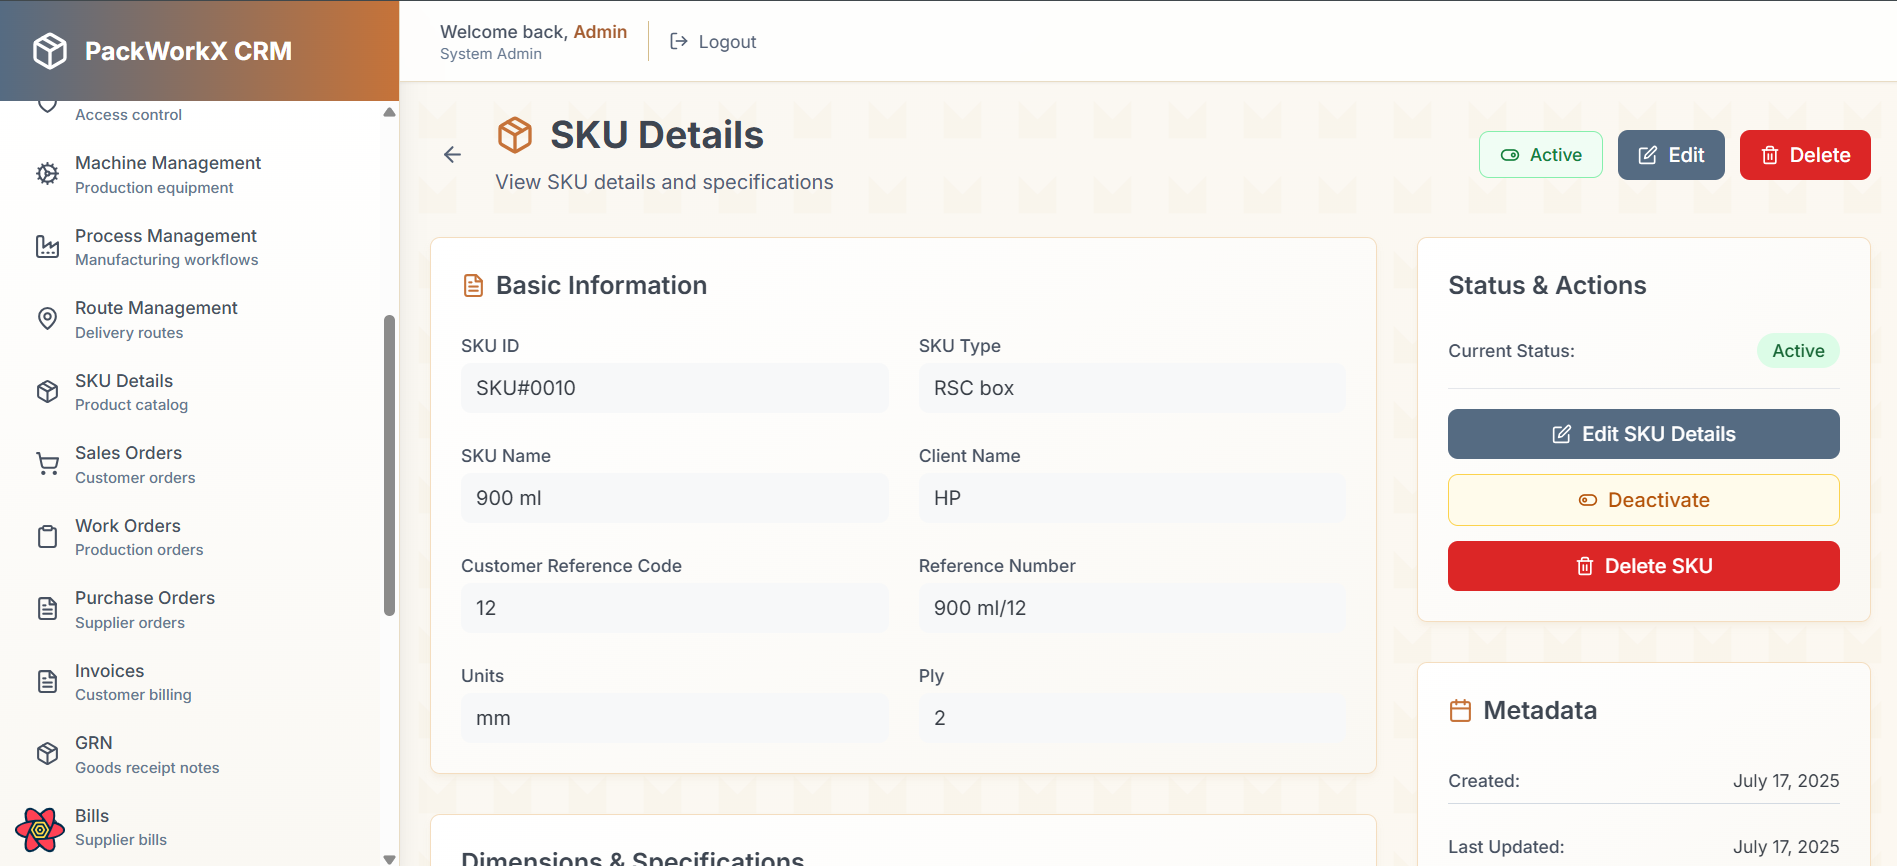 PackWorkX CRM
Access control
Machine Management
Production equipment
Process Management
Manufacturing workflows
Route Management
Delivery routes
SKU Details
Product catalog
Sales Orders
Customer orders
Work Orders
Production orders
Purchase Orders
Supplier orders
Invoices
Customer billing
GRN
Goods receipt notes
Bills
Supplier bills
Welcome back, Admin
System Admin
Logout
SKU Details
View SKU details and specifications
Active
Edit
Delete
Basic Information
SKU ID
SKU#0010
SKU Type
RSC box
SKU Name
900 ml
Client Name
HP
Customer Reference Code
12
Reference Number
900 ml/12
Units
mm
Ply
2
Dimensions & Specifications
Status & Actions
Current Status:
Active
Edit SKU Details
Deactivate
Delete SKU
Metadata
Created:
July 17, 2025
Last Updated:
July 17, 2025